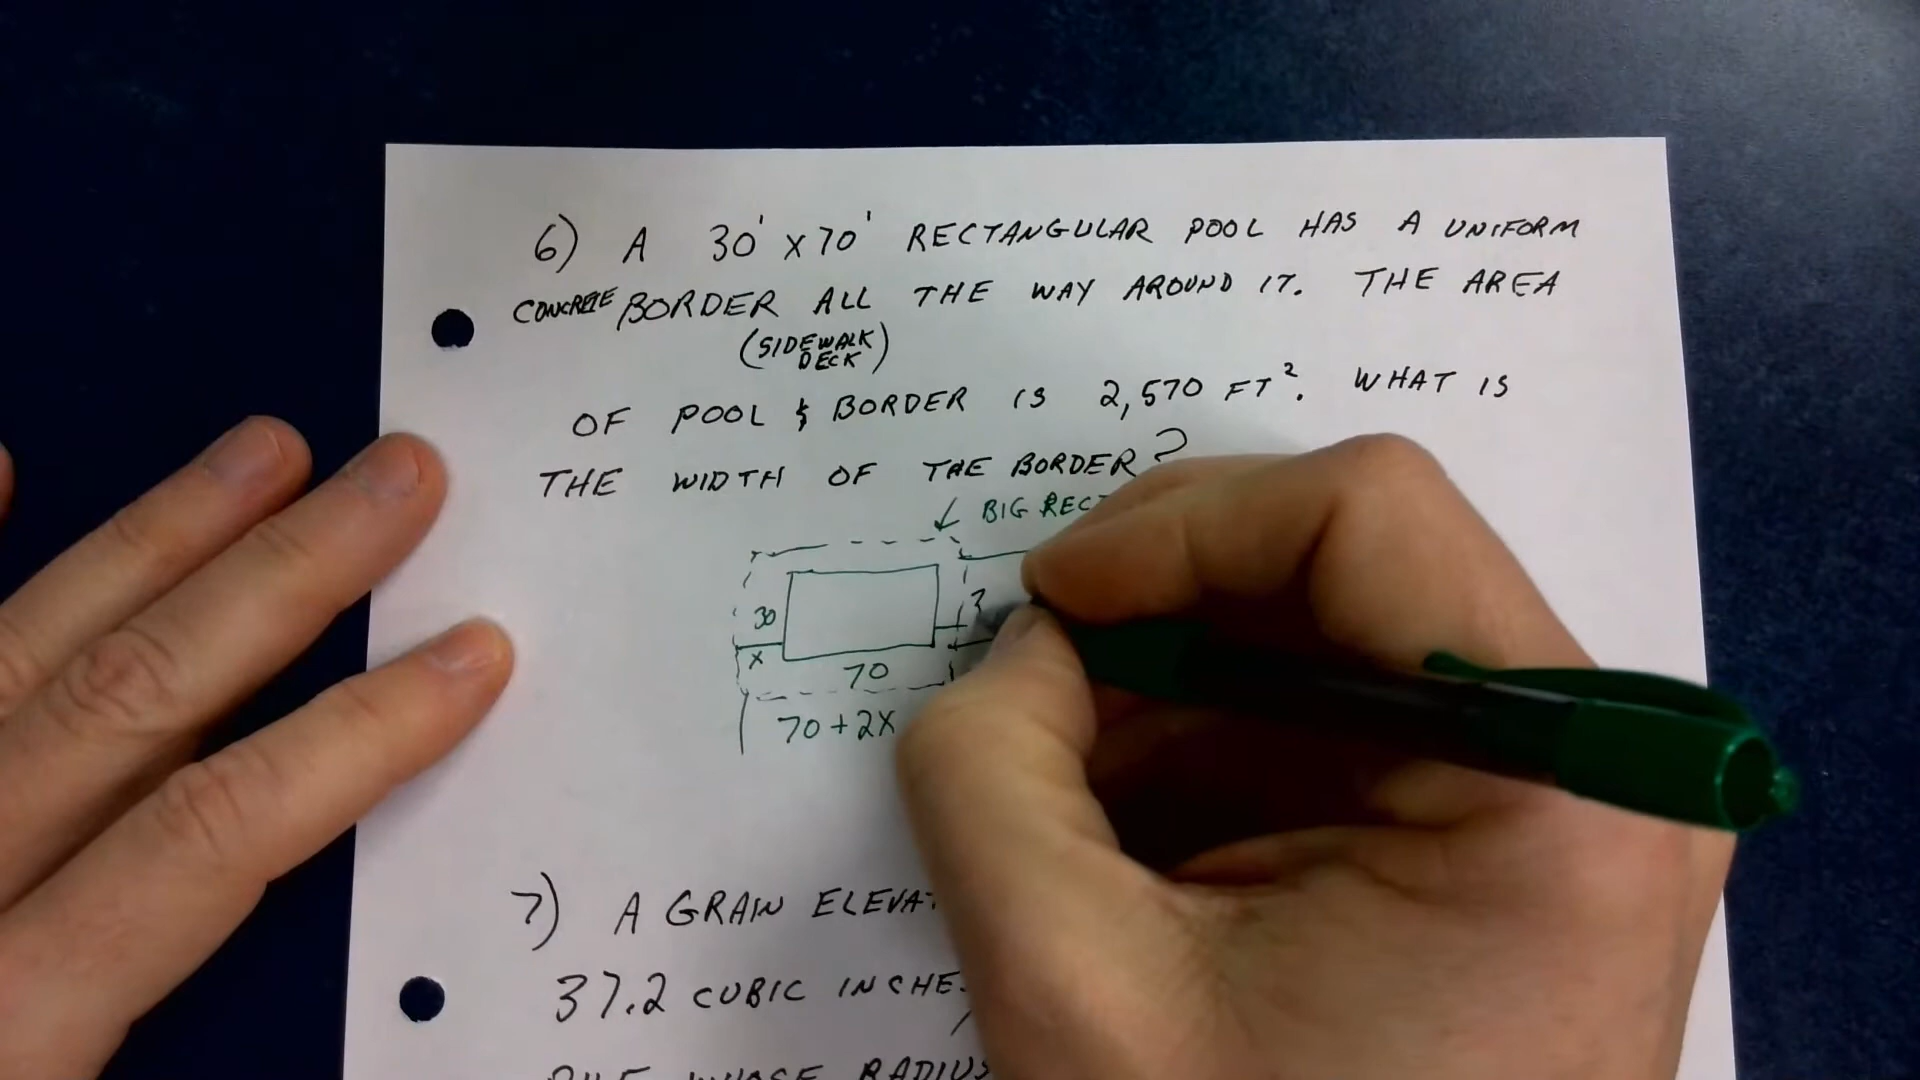 6) A 30' x 70' RECTANGULAR POOL HAS A UNIFORM
CONCRETE BORDER ALL THE WAY AROUND IT. THE AREA
(SIDEWALK
DECK)
OF POOL & BORDER IS 2,570 FT². WHAT IS
THE WIDTH OF THE BORDER?
BIG REC
30
X
70
70+2X
7) A GRAIN ELEVA
37.2 CUBIC INCHE
RADIUS